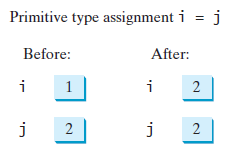 Primitive type assignment i = j
Before: After:
i 1 i 2
j 2 j 2